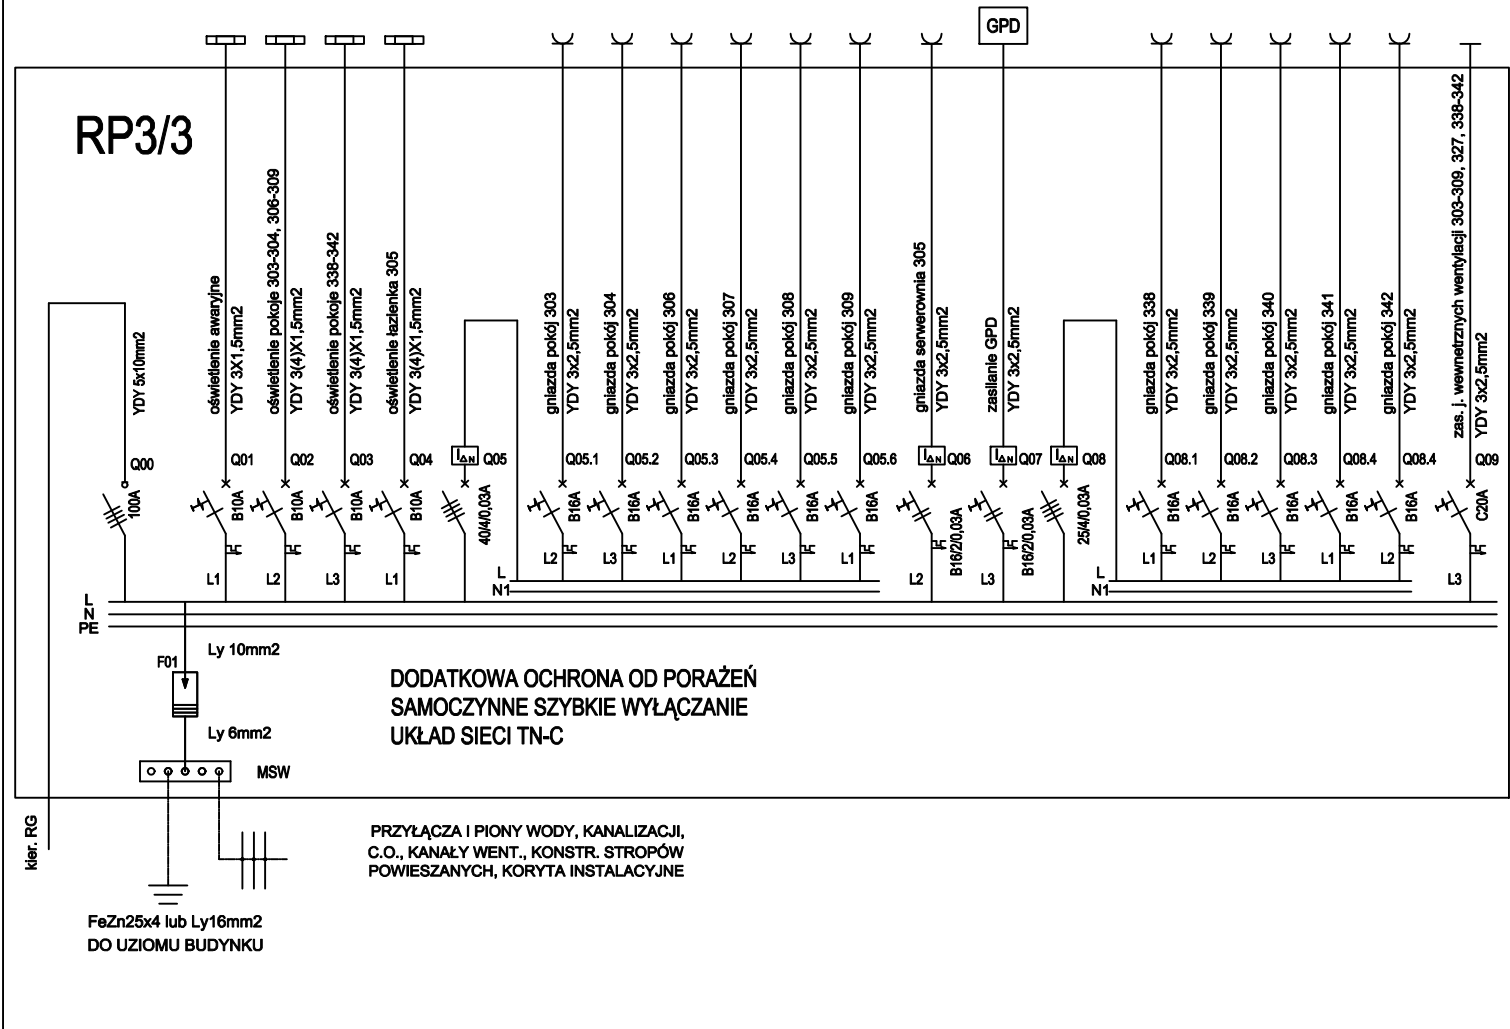 GPD
RP3/3
YDY 5x10mm2
oświetlenie awaryjne
YDY 3X1,5mm2
oświetlenie pokoje 303-304, 306-309
YDY 3(4)X1,5mm2
oświetlenie pokoje 338-342
YDY 3(4)X1,5mm2
oświetlenie łazienka 305
YDY 3(4)X1,5mm2
gniazda pokój 303
YDY 3x2,5mm2
gniazda pokój 304
YDY 3x2,5mm2
gniazda pokój 306
YDY 3x2,5mm2
gniazda pokój 307
YDY 3x2,5mm2
gniazda pokój 308
YDY 3x2,5mm2
gniazda pokój 309
YDY 3x2,5mm2
gniazda serwerownia 305
YDY 3x2,5mm2
zasilanie GPD
YDY 3x2,5mm2
gniazda pokój 338
YDY 3x2,5mm2
gniazda pokój 339
YDY 3x2,5mm2
gniazda pokój 340
YDY 3x2,5mm2
gniazda pokój 341
YDY 3x2,5mm2
gniazda pokój 342
YDY 3x2,5mm2
zas. j. wewnetrznych wentylacji 303-309, 327, 338-342
YDY 3x2,5mm2
Q00
Q01
Q02
Q03
Q04
I∆N
Q05
Q05.1
Q05.2
Q05.3
Q05.4
Q05.5
Q05.6
I∆N
Q06
I∆N
Q07
I∆N
Q08
Q08.1
Q08.2
Q08.3
Q08.4
Q08.4
Q09
100A
B10A
B10A
B10A
B10A
40/4/0,03A
B16A
B16A
B16A
B16A
B16A
B16A
B16/2/0,03A
B16/2/0,03A
25/4/0,03A
B16A
B16A
B16A
B16A
B16A
C20A
L1
L2
L3
L1
L2
L3
L1
L2
L3
L1
L2
L3
L1
L2
L3
L1
L2
L3
L
N1
L
N1
L
N
PE
Ly 10mm2
F01
Ly 6mm2
MSW
DODATKOWA OCHRONA OD PORAŻEŃ
SAMOCZYNNE SZYBKIE WYŁĄCZANIE
UKŁAD SIECI TN-C
kier. RG
PRZYŁĄCZA I PIONY WODY, KANALIZACJI,
C.O., KANAŁY WENT., KONSTR. STROPÓW
POWIESZANYCH, KORYTA INSTALACYJNE
FeZn25x4 lub Ly16mm2
DO UZIOMU BUDYNKU